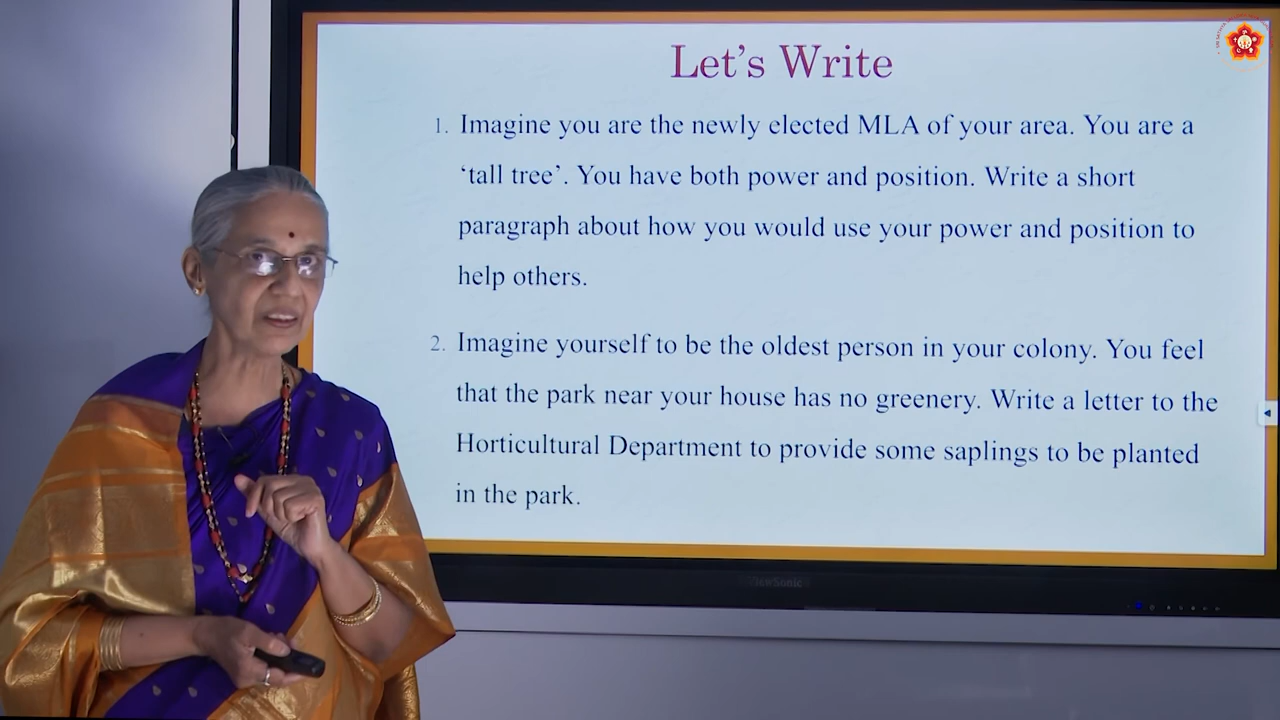 Let's Write
1. Imagine you are the newly elected MLA of your area. You are a
‘tall tree’. You have both power and position. Write a short
paragraph about how you would use your power and position to
help others.
2. Imagine yourself to be the oldest person in your colony. You feel
that the park near your house has no greenery. Write a letter to the
Horticultural Department to provide some saplings to be planted
in the park.
ViewSonic